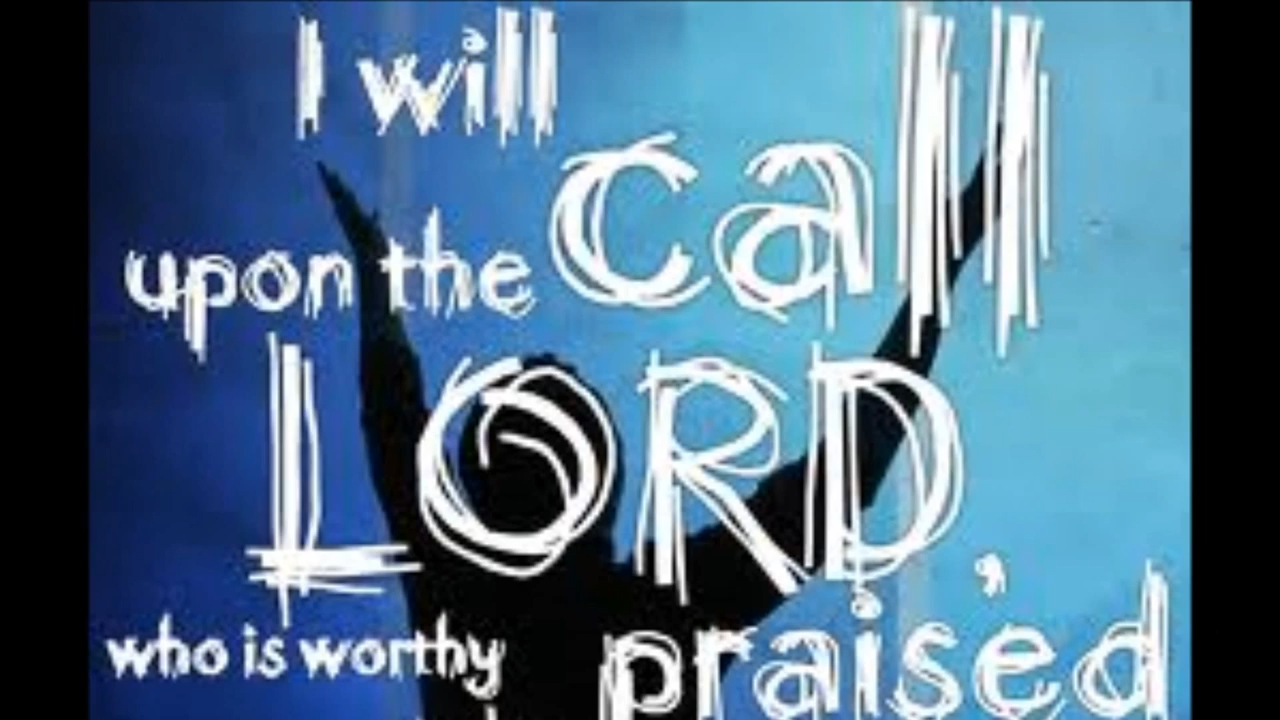 I will
call
upon the
LORD,
who is worthy
praised